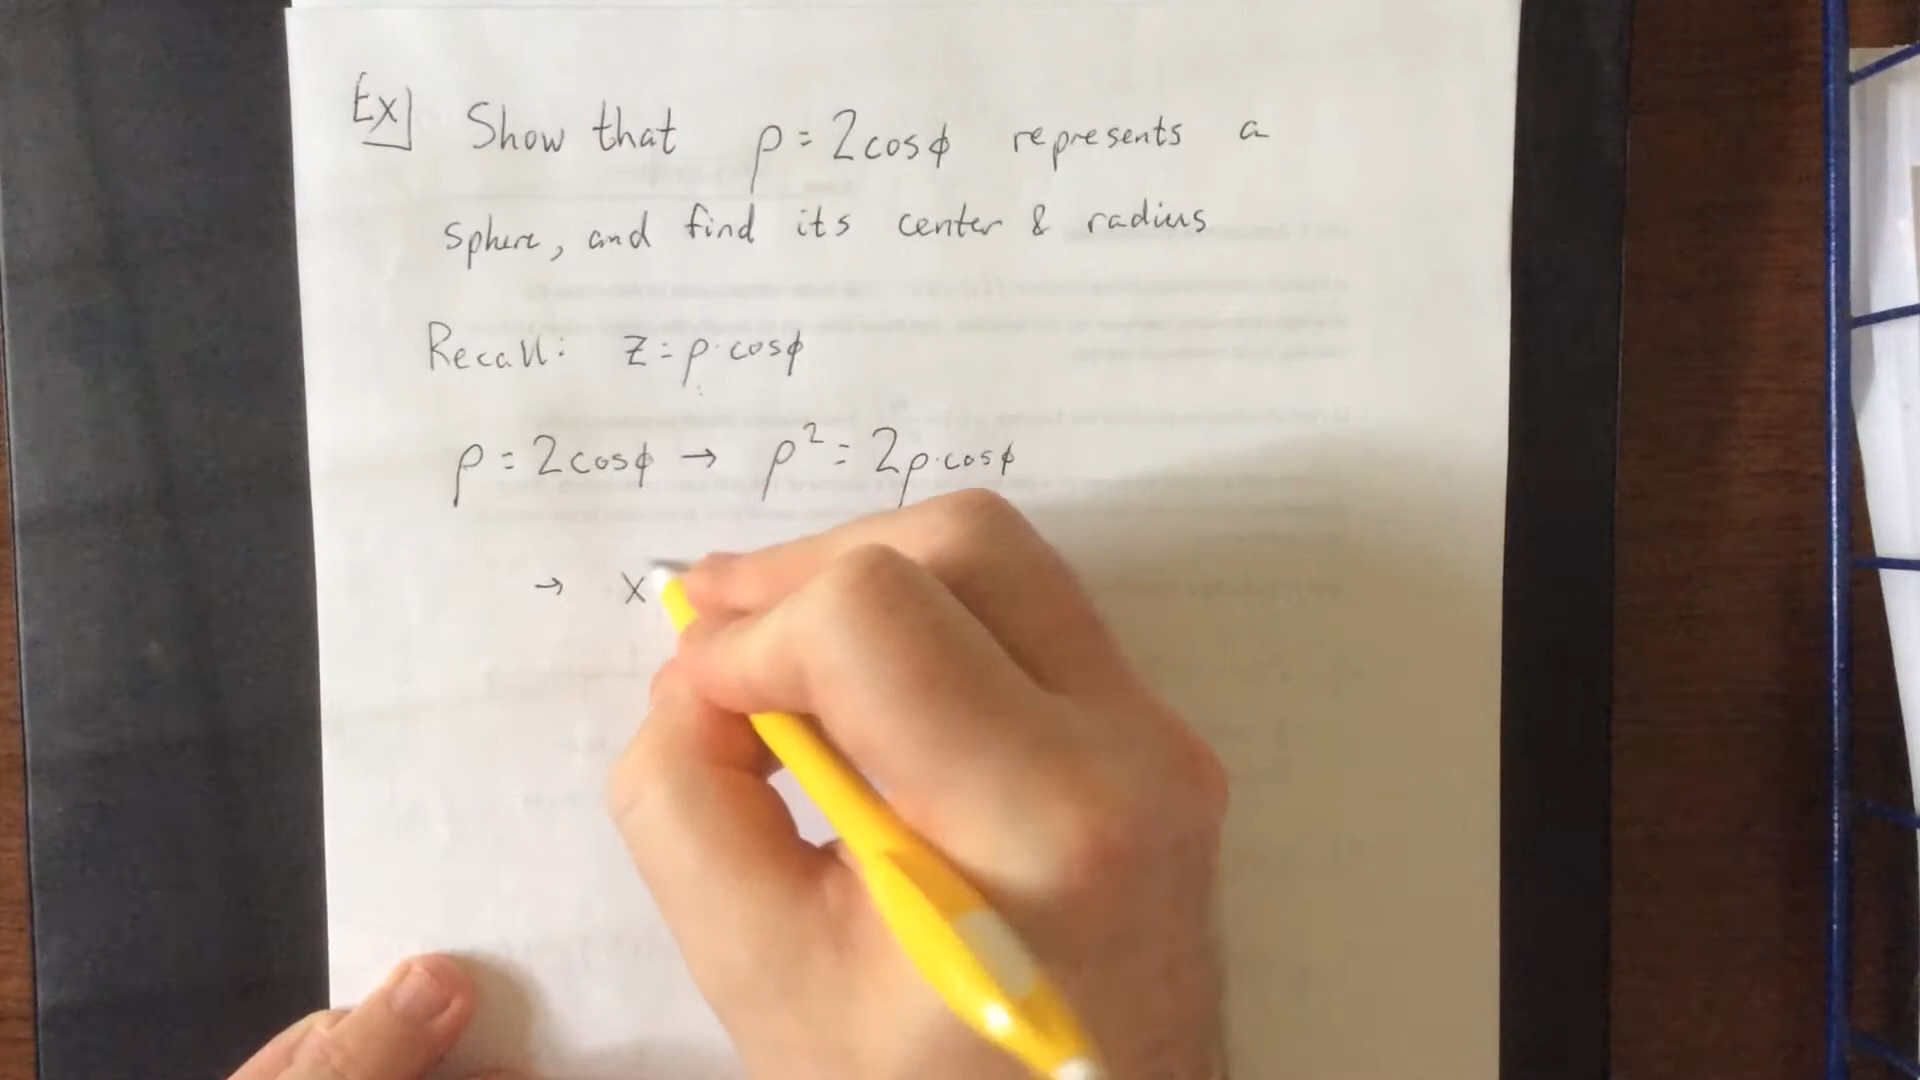 Ex] Show that ρ = 2cosϕ represents a
sphere, and find its center & radius
Recall: z = ρ·cosϕ
ρ = 2cosϕ → ρ² = 2ρ·cosϕ
→ x